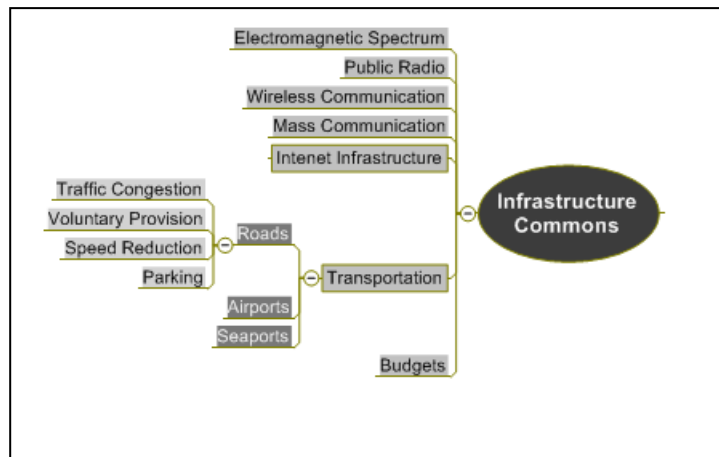 Electromagnetic Spectrum
Public Radio
Wireless Communication
Mass Communication
Intenet Infrastructure
Traffic Congestion
Voluntary Provision
Speed Reduction
Parking
Roads
Airports
Seaports
Transportation
Budgets
Infrastructure
Commons